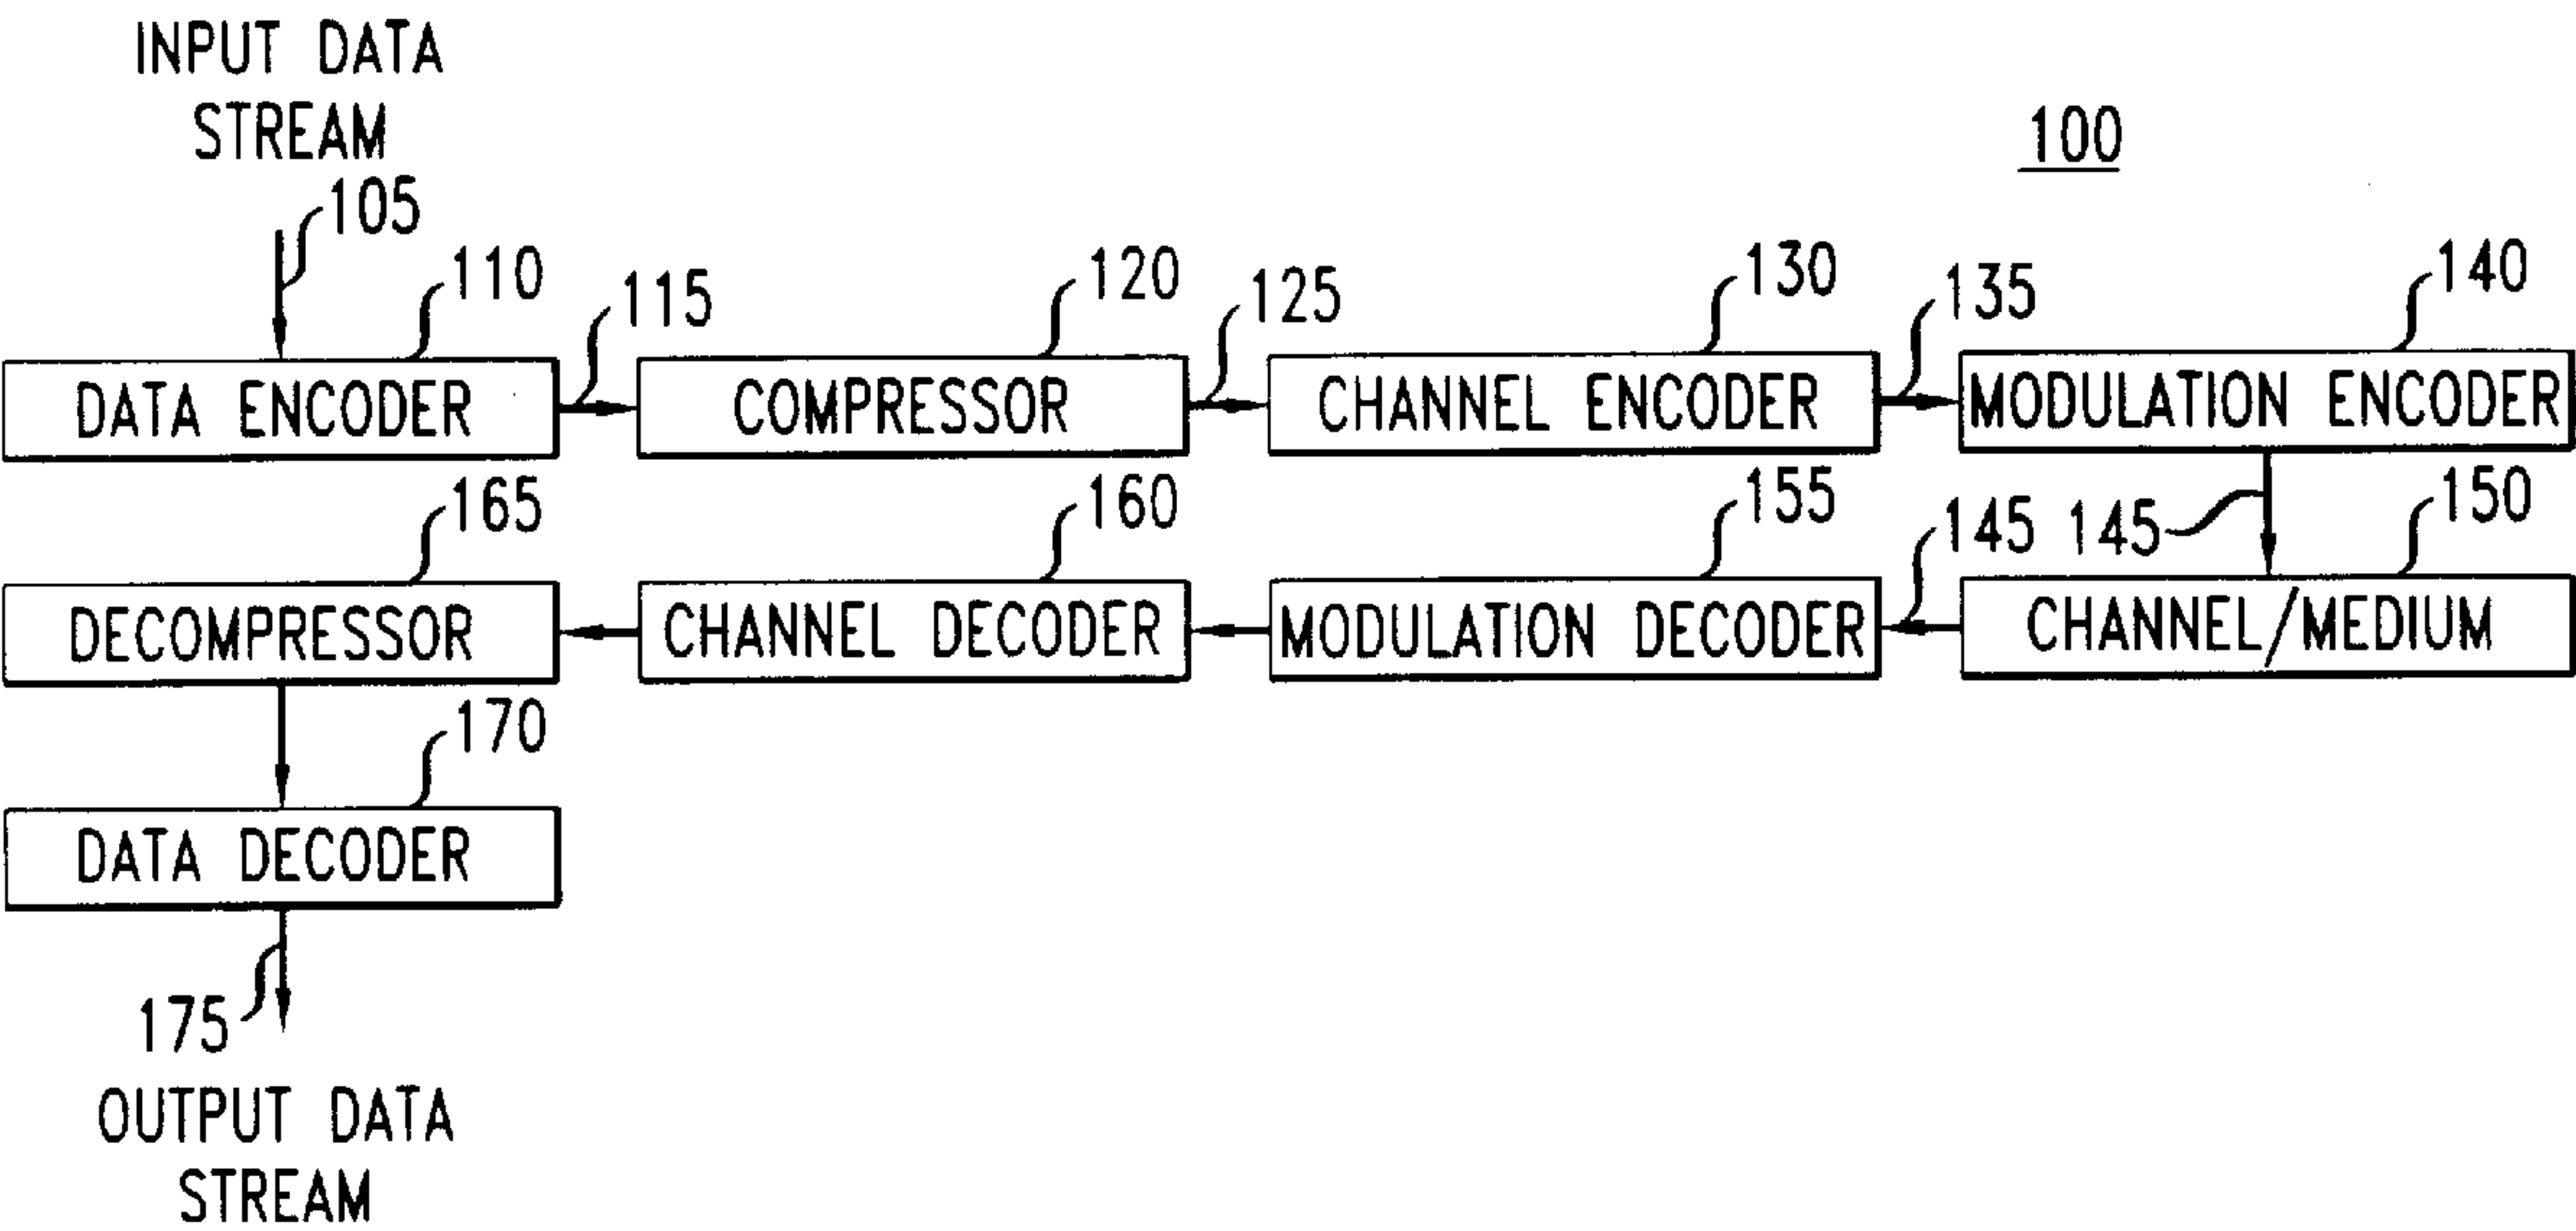 INPUT DATA
STREAM
100
105
110
115
120
125
130
135
140
DATA ENCODER
COMPRESSOR
CHANNEL ENCODER
MODULATION ENCODER
165
160
155
145
145
150
DECOMPRESSOR
CHANNEL DECODER
MODULATION DECODER
CHANNEL/MEDIUM
170
DATA DECODER
175
OUTPUT DATA
STREAM